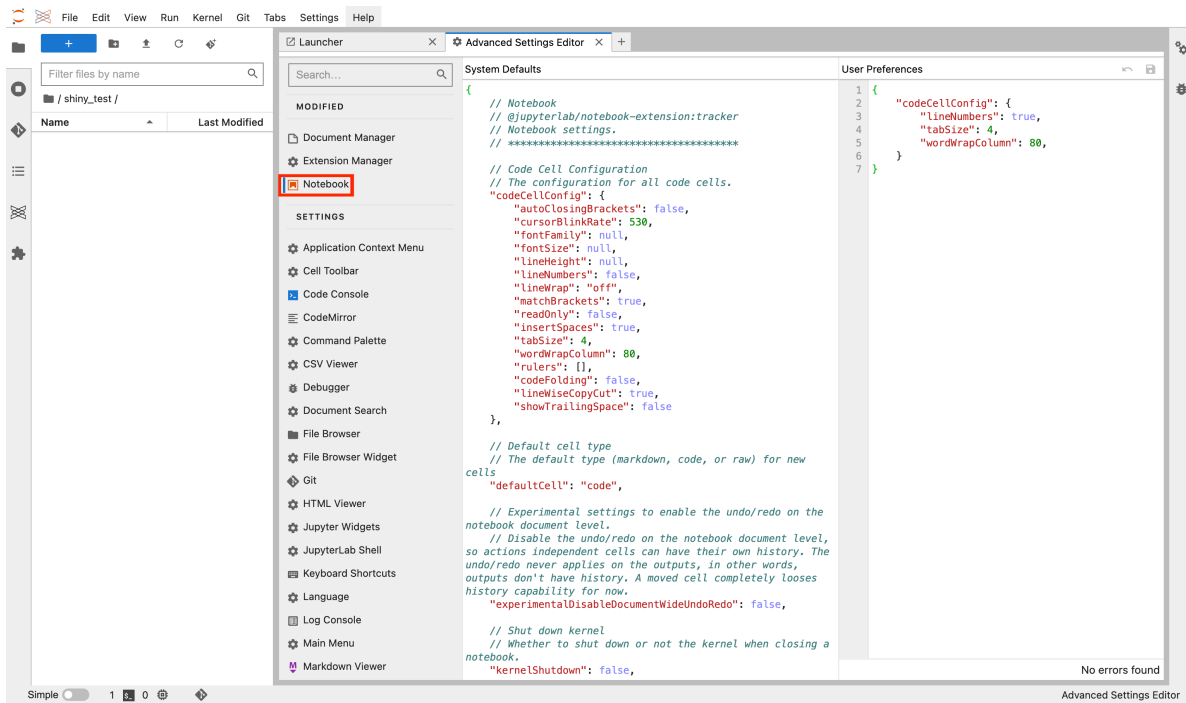 File Edit View Run Kernel Git Tabs Settings Help
+
Filter files by name
/ shiny_test /
Name Last Modified
Launcher
Advanced Settings Editor
Search...
MODIFIED
Document Manager
Extension Manager
Notebook
SETTINGS
Application Context Menu
Cell Toolbar
Code Console
CodeMirror
Command Palette
CSV Viewer
Debugger
Document Search
File Browser
File Browser Widget
Git
HTML Viewer
Jupyter Widgets
JupyterLab Shell
Keyboard Shortcuts
Language
Log Console
Main Menu
Markdown Viewer
System Defaults
{
// Notebook
// @jupyterlab/notebook-extension:tracker
// Notebook settings.
// **************************************
// Code Cell Configuration
// The configuration for all code cells.
"codeCellConfig": {
"autoClosingBrackets": false,
"cursorBlinkRate": 530,
"fontFamily": null,
"fontSize": null,
"lineHeight": null,
"lineNumbers": false,
"lineWrap": "off",
"matchBrackets": true,
"readOnly": false,
"insertSpaces": true,
"tabSize": 4,
"wordWrapColumn": 80,
"rulers": [],
"codeFolding": false,
"lineWiseCopyCut": true,
"showTrailingSpace": false
},
// Default cell type
// The default type (markdown, code, or raw) for new
cells
"defaultCell": "code",
// Experimental settings to enable the undo/redo on the
notebook document level.
// Disable the undo/redo on the notebook document level,
so actions independent cells can have their own history. The
undo/redo never applies on the outputs, in other words,
outputs don't have history. A moved cell completely looses
history capability for now.
"experimentalDisableDocumentWideUndoRedo": false,
// Shut down kernel
// Whether to shut down or not the kernel when closing a
notebook.
"kernelShutdown": false,
User Preferences
1 {
2 "codeCellConfig": {
3 "lineNumbers": true,
4 "tabSize": 4,
5 "wordWrapColumn": 80,
6 }
7 }
No errors found
Simple 1 0
Advanced Settings Editor